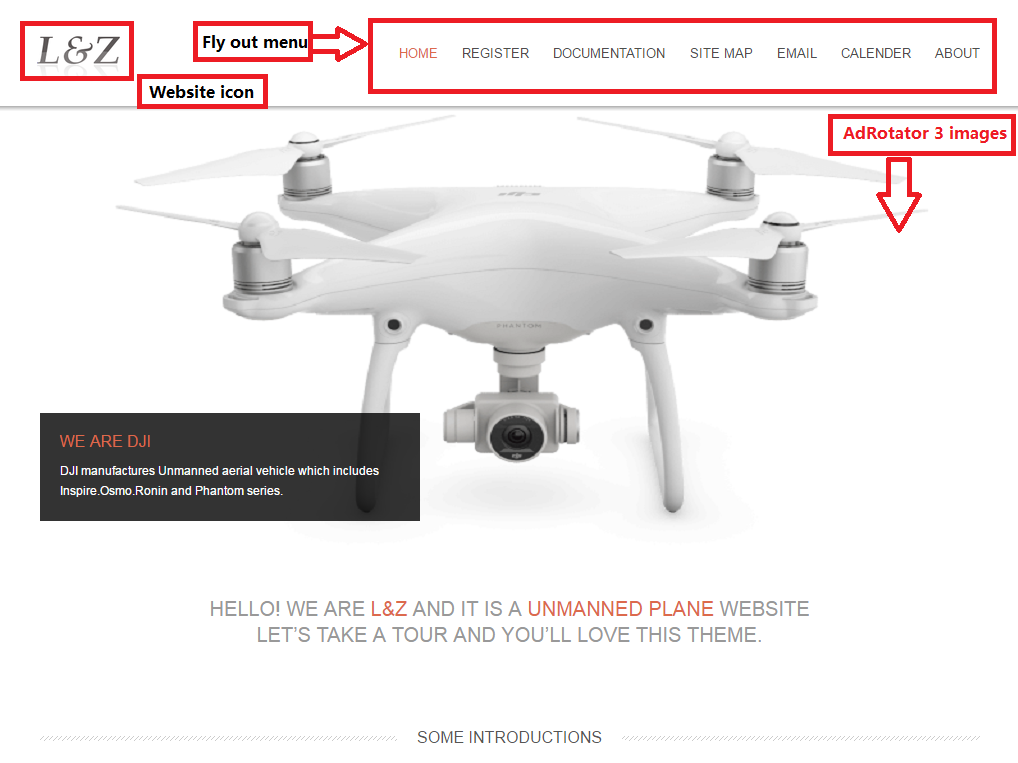 L&Z
Fly out menu
HOME REGISTER DOCUMENTATION SITE MAP EMAIL CALENDER ABOUT
Website icon
AdRotator 3 images
PHANTOM
WE ARE DJI
DJI manufactures Unmanned aerial vehicle which includes
Inspire.Osmo.Ronin and Phantom series.
HELLO! WE ARE L&Z AND IT IS A UNMANNED PLANE WEBSITE
LET'S TAKE A TOUR AND YOU'LL LOVE THIS THEME.
SOME INTRODUCTIONS